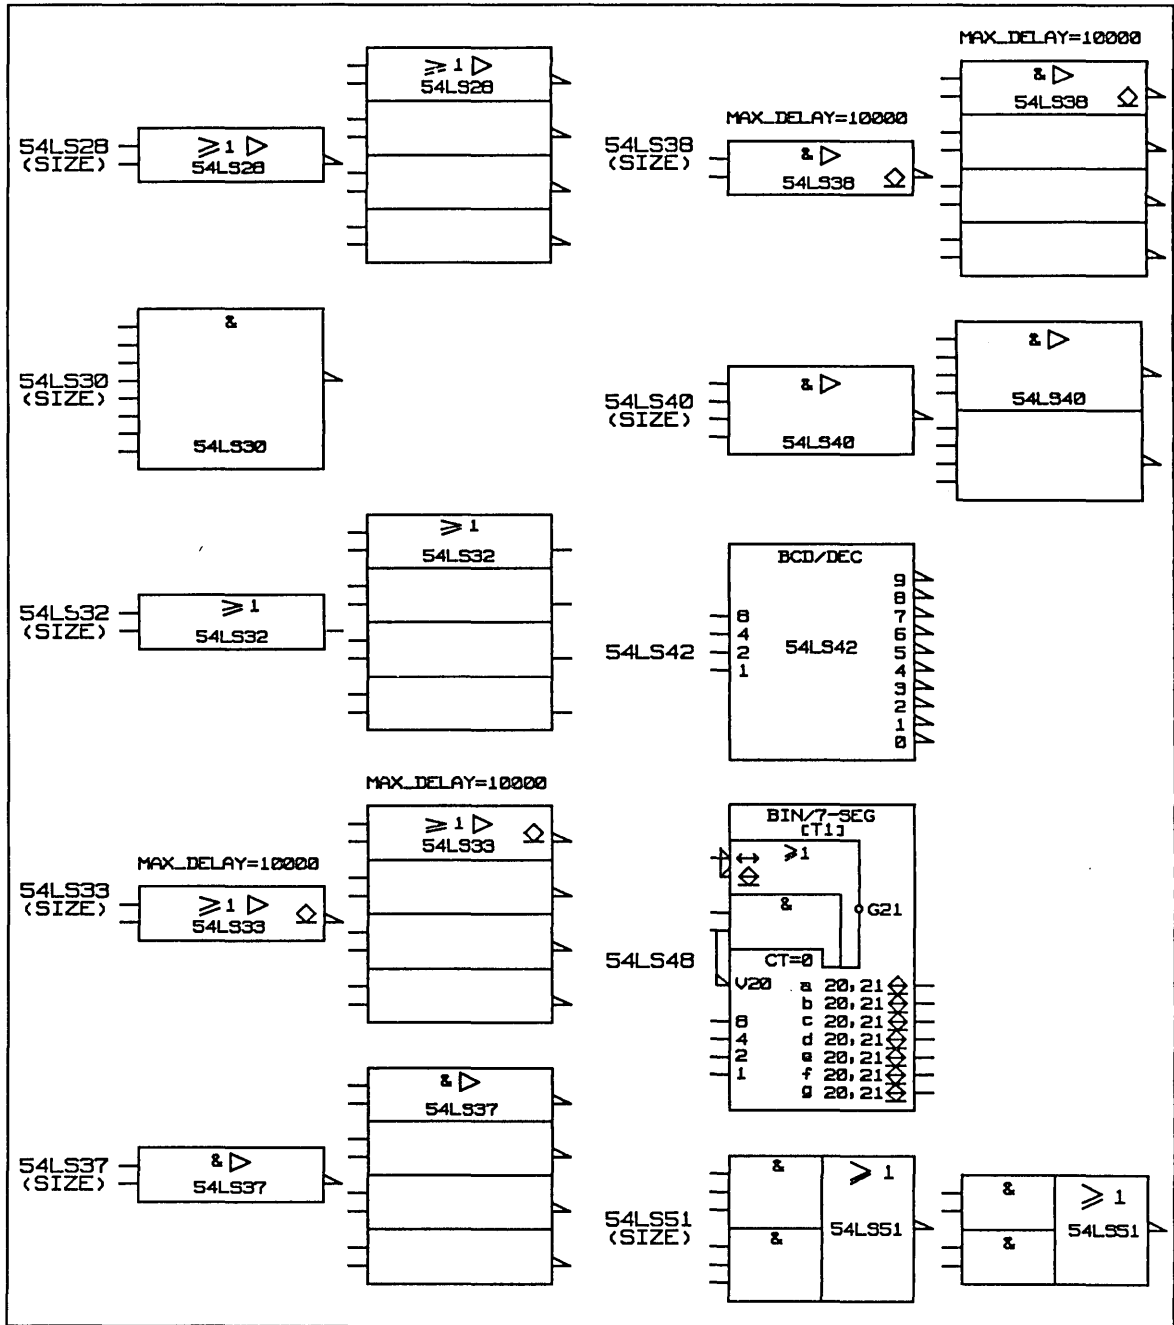 54LS28
(SIZE)
≥ 1 ▷
54LS28
≥ 1 ▷
54LS28
54LS30
(SIZE)
&
54LS30
54LS32
(SIZE)
≥ 1
54LS32
≥ 1
54LS32
54LS33
(SIZE)
MAX_DELAY=10000
≥ 1 ▷
54LS33
MAX_DELAY=10000
≥ 1 ▷
54LS33
54LS37
(SIZE)
& ▷
54LS37
& ▷
54LS37
54LS38
(SIZE)
MAX_DELAY=10000
& ▷
54LS38
MAX_DELAY=10000
& ▷
54LS38
54LS40
(SIZE)
& ▷
54LS40
& ▷
54LS40
54LS42
BCD/DEC
54LS42
8
4
2
1
9
8
7
6
5
4
3
2
1
0
54LS48
BIN/7-SEG
[T1]
≥1
&
G21
CT=0
V20
8
4
2
1
a 20,21
b 20,21
c 20,21
d 20,21
e 20,21
f 20,21
g 20,21
54LS51
(SIZE)
&
&
≥ 1
54LS51
&
&
≥ 1
54LS51